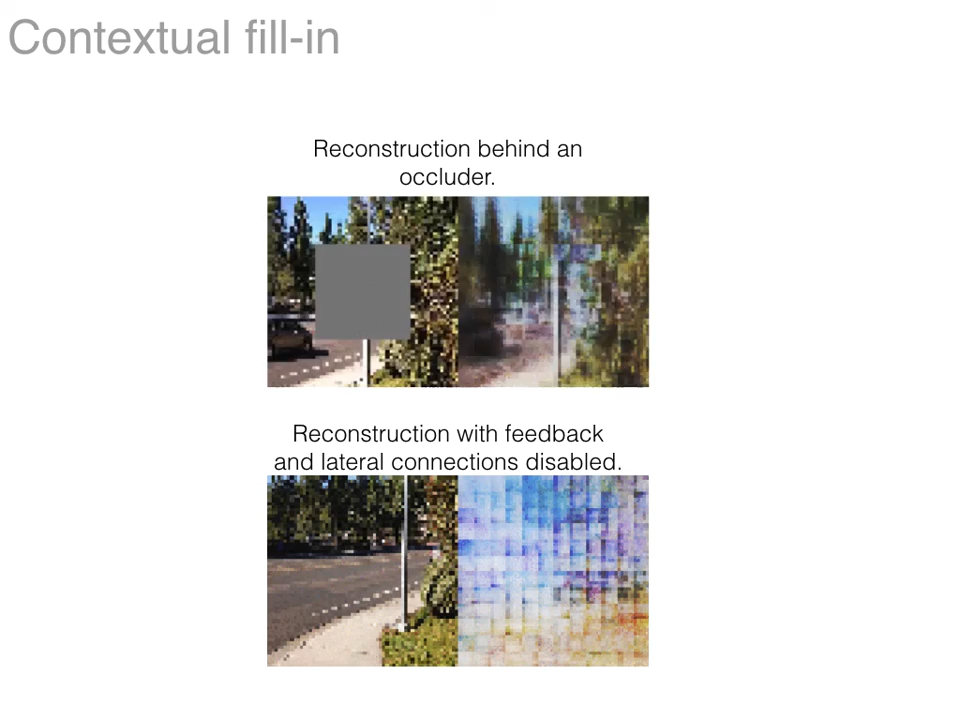 Contextual fill-in
Reconstruction behind an
occluder.
Reconstruction with feedback
and lateral connections disabled.